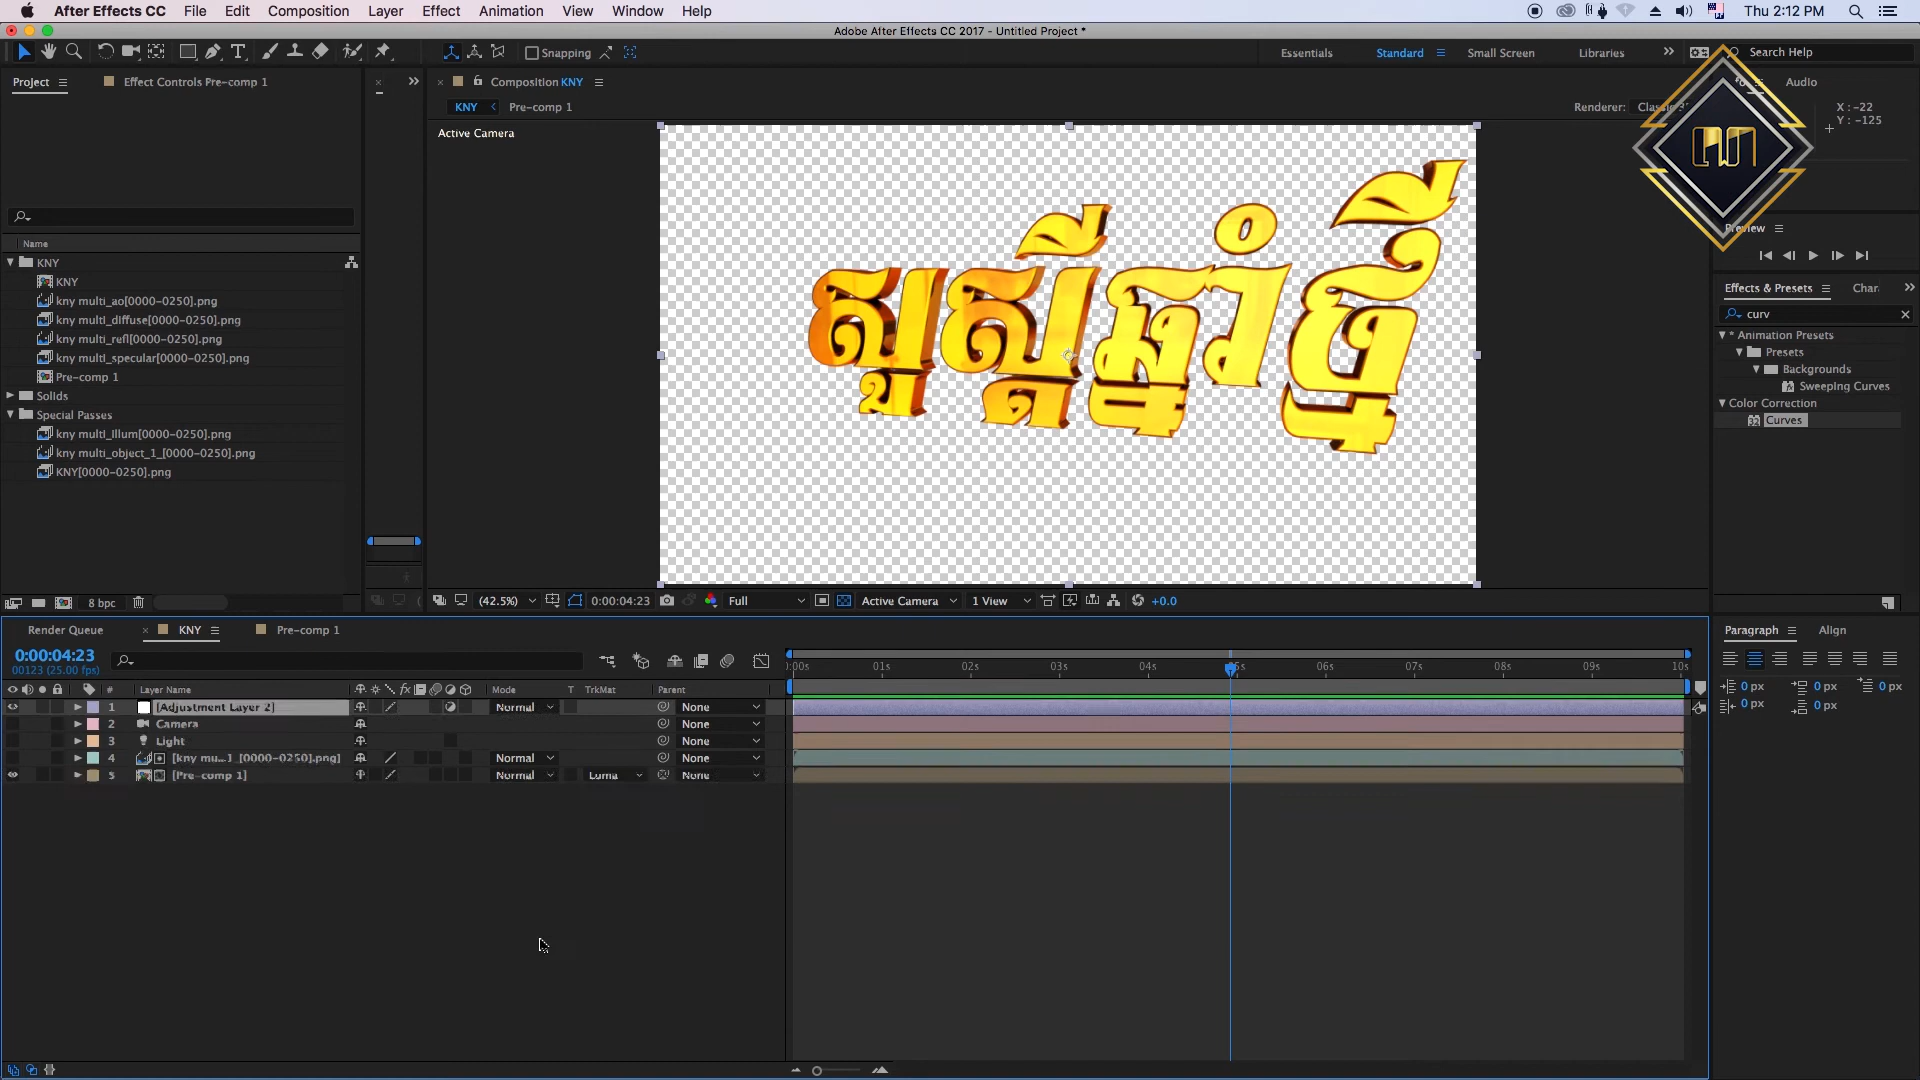 After Effects CC File Edit Composition Layer Effect Animation View Window Help Thu 2:12 PM
Adobe After Effects CC 2017 - Untitled Project *
Snapping Essentials Standard Small Screen Libraries Search Help
Project Effect Controls Pre-comp 1 Composition KNY Audio
KNY Pre-comp 1 Renderer:
X : -22
Y : -125
Active Camera
សួស្តីឆ្នាំថ្មី
Preview
Name
KNY
KNY
kny multi_ao[0000-0250].png
kny multi_diffuse[0000-0250].png
kny multi_refl[0000-0250].png
kny multi_specular[0000-0250].png
Pre-comp 1
Solids
Special Passes
kny multi_illum[0000-0250].png
kny multi_object_1_[0000-0250].png
KNY[0000-0250].png
8 bpc
(42.5%) 0:00:04:23 Full Active Camera 1 View +0.0
Effects & Presets Char
curv
* Animation Presets
Presets
Backgrounds
Sweeping Curves
Color Correction
32 Curves
Render Queue KNY Pre-comp 1
0:00:04:23
00123 (25.00 fps)
:00s 01s 02s 03s 04s 05s 06s 07s 08s 09s 10s
# Layer Name fx Mode T TrkMat Parent
1 [Adjustment Layer 2] Normal None
2 Camera None
3 Light None
4 [kny mu...1_[0000-0250].png] Normal None
5 [Pre-comp 1] Normal Luma None
Paragraph Align
0 px 0 px 0 px
0 px 0 px